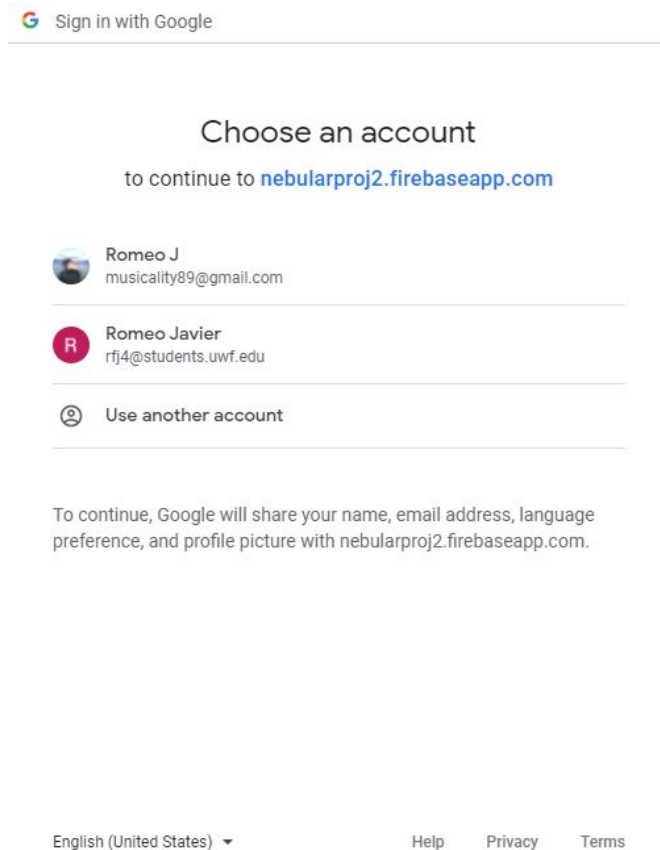 Sign in with Google
Choose an account
to continue to nebularproj2.firebaseapp.com
Romeo J
musicality89@gmail.com
R
Romeo Javier
rfj4@students.uwf.edu
Use another account
To continue, Google will share your name, email address, language
preference, and profile picture with nebularproj2.firebaseapp.com.
English (United States) Help Privacy Terms